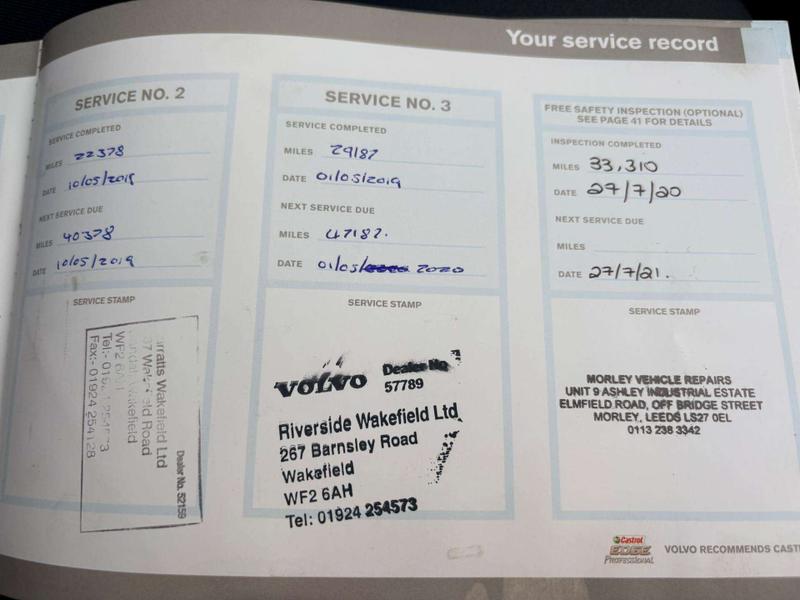 Your service record
SERVICE NO. 2
SERVICE COMPLETED
MILES 22378
DATE 10/05/2019
NEXT SERVICE DUE
MILES 40378
DATE 10/05/2019
SERVICE STAMP
Wakefield Ltd
Road
Wakefield
WF2
Tel:-
Fax:- 01924 254128
Dealer No. 52159
SERVICE NO. 3
SERVICE COMPLETED
MILES 29187
DATE 01/05/2019
NEXT SERVICE DUE
MILES 47187.
DATE 01/05/ 2020
SERVICE STAMP
VOLVO Dealer No
57789
Riverside Wakefield Ltd
267 Barnsley Road
Wakefield
WF2 6AH
Tel: 01924 254573
FREE SAFETY INSPECTION (OPTIONAL)
SEE PAGE 41 FOR DETAILS
INSPECTION COMPLETED
MILES 33,310
DATE 27/7/20
NEXT SERVICE DUE
MILES
DATE 27/7/21.
SERVICE STAMP
MORLEY VEHICLE REPAIRS
UNIT 9 ASHLEY INDUSTRIAL ESTATE
ELMFIELD ROAD, OFF BRIDGE STREET
MORLEY, LEEDS LS27 0EL
0113 238 3342
Castrol
EDGE
PROFESSIONAL
VOLVO RECOMMENDS CAST